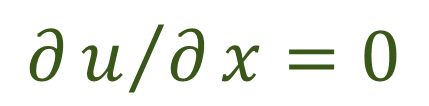 ∂ u/∂ x = 0